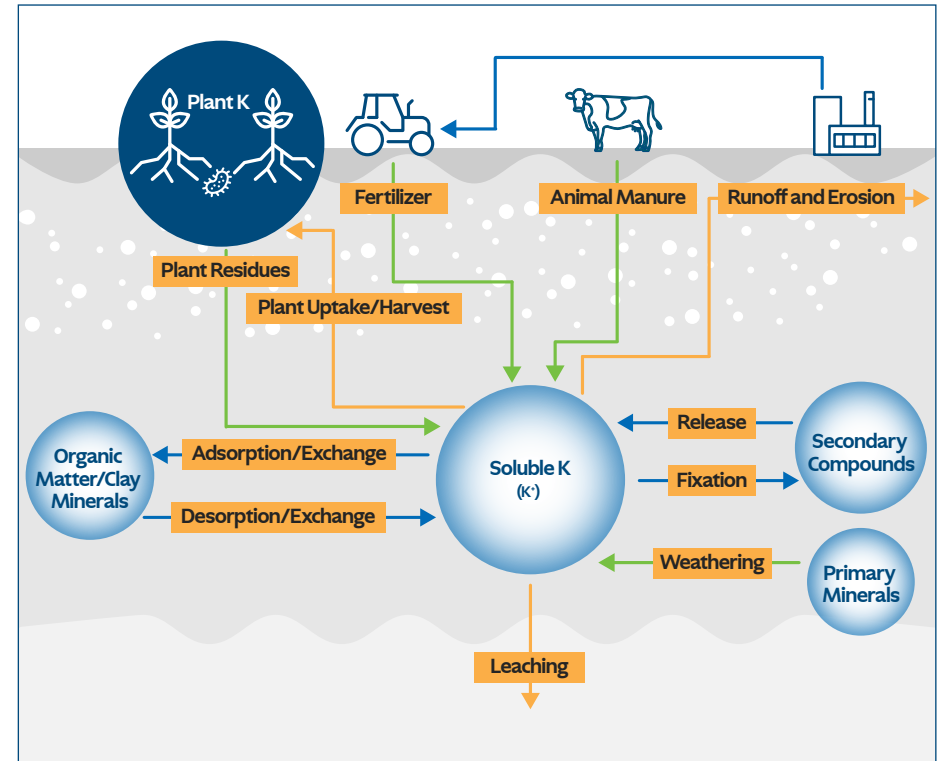 Plant K
Fertilizer
Animal Manure
Runoff and Erosion
Plant Residues
Plant Uptake/Harvest
Release
Secondary
Compounds
Adsorption/Exchange
Organic
Matter/Clay
Minerals
Soluble K
(K⁺)
Fixation
Desorption/Exchange
Weathering
Primary
Minerals
Leaching